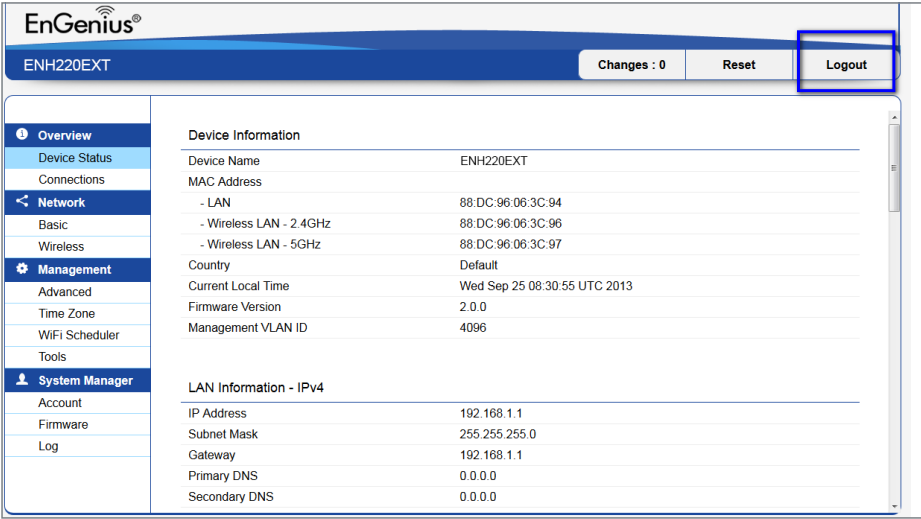 EnGenius®
ENH220EXT
Changes : 0 Reset Logout
Overview
Device Status
Connections
Network
Basic
Wireless
Management
Advanced
Time Zone
WiFi Scheduler
Tools
System Manager
Account
Firmware
Log
Device Information
Device Name ENH220EXT
MAC Address
- LAN 88:DC:96:06:3C:94
- Wireless LAN - 2.4GHz 88:DC:96:06:3C:96
- Wireless LAN - 5GHz 88:DC:96:06:3C:97
Country Default
Current Local Time Wed Sep 25 08:30:55 UTC 2013
Firmware Version 2.0.0
Management VLAN ID 4096
LAN Information - IPv4
IP Address 192.168.1.1
Subnet Mask 255.255.255.0
Gateway 192.168.1.1
Primary DNS 0.0.0.0
Secondary DNS 0.0.0.0